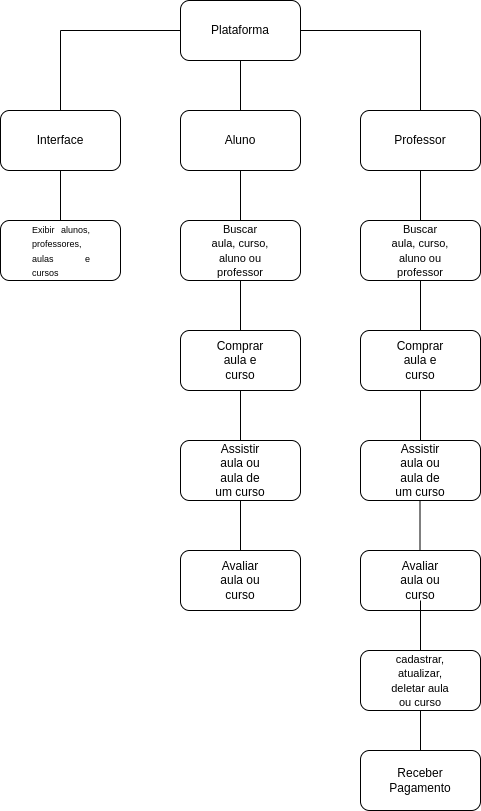 Plataforma
Interface
Aluno
Professor
Exibir alunos,
professores,
aulas e
cursos
Buscar
aula, curso,
aluno ou
professor
Buscar
aula, curso,
aluno ou
professor
Comprar
aula e
curso
Comprar
aula e
curso
Assistir
aula ou
aula de
um curso
Assistir
aula ou
aula de
um curso
Avaliar
aula ou
curso
Avaliar
aula ou
curso
cadastrar,
atualizar,
deletar aula
ou curso
Receber
Pagamento